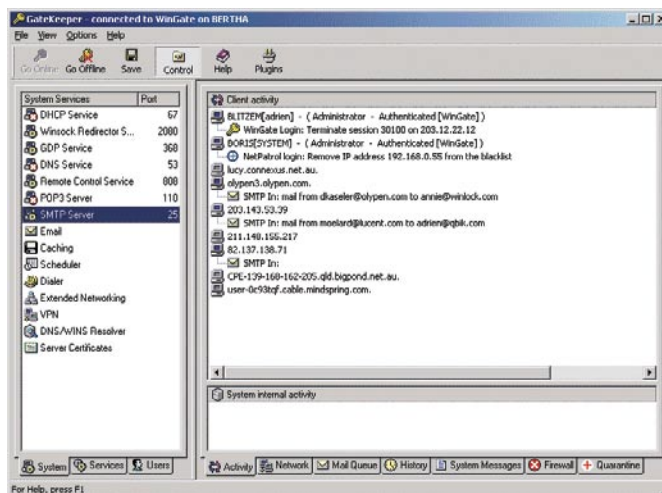 GateKeeper - connected to WinGate on BERTHA
File View Options Help
Go Online Go Offline Save Control Help Plugins
System Services Port
DHCP Service 67
Winsock Redirector S... 2080
GDP Service 368
DNS Service 53
Remote Control Service 808
POP3 Server 110
SMTP Server 25
Email
Caching
Scheduler
Dialer
Extended Networking
VPN
DNS/WINS Resolver
Server Certificates
System Services Users
Client activity
BLITZEM[adrien] - ( Administrator - Authenticated [WinGate] )
WinGate Login: Terminate session 30100 on 203.12.22.12
BORIS[SYSTEM] - ( Administrator - Authenticated [WinGate] )
NetPatrol login: Remove IP address 192.168.0.55 from the blacklist
lucy.connexus.net.au.
olypen3.olypen.com.
SMTP In: mail from dkaseler@olypen.com to annie@winlock.com
203.143.53.39
SMTP In: mail from moelard@lucent.com to adrien@qbik.com
211.148.155.217
82.137.138.71
SMTP In:
CPE-139-168-162-205.qld.bigpond.net.au.
user-0c93tqf.cable.mindspring.com.
System internal activity
Activity Network Mail Queue History System Messages Firewall Quarantine
For Help, press F1